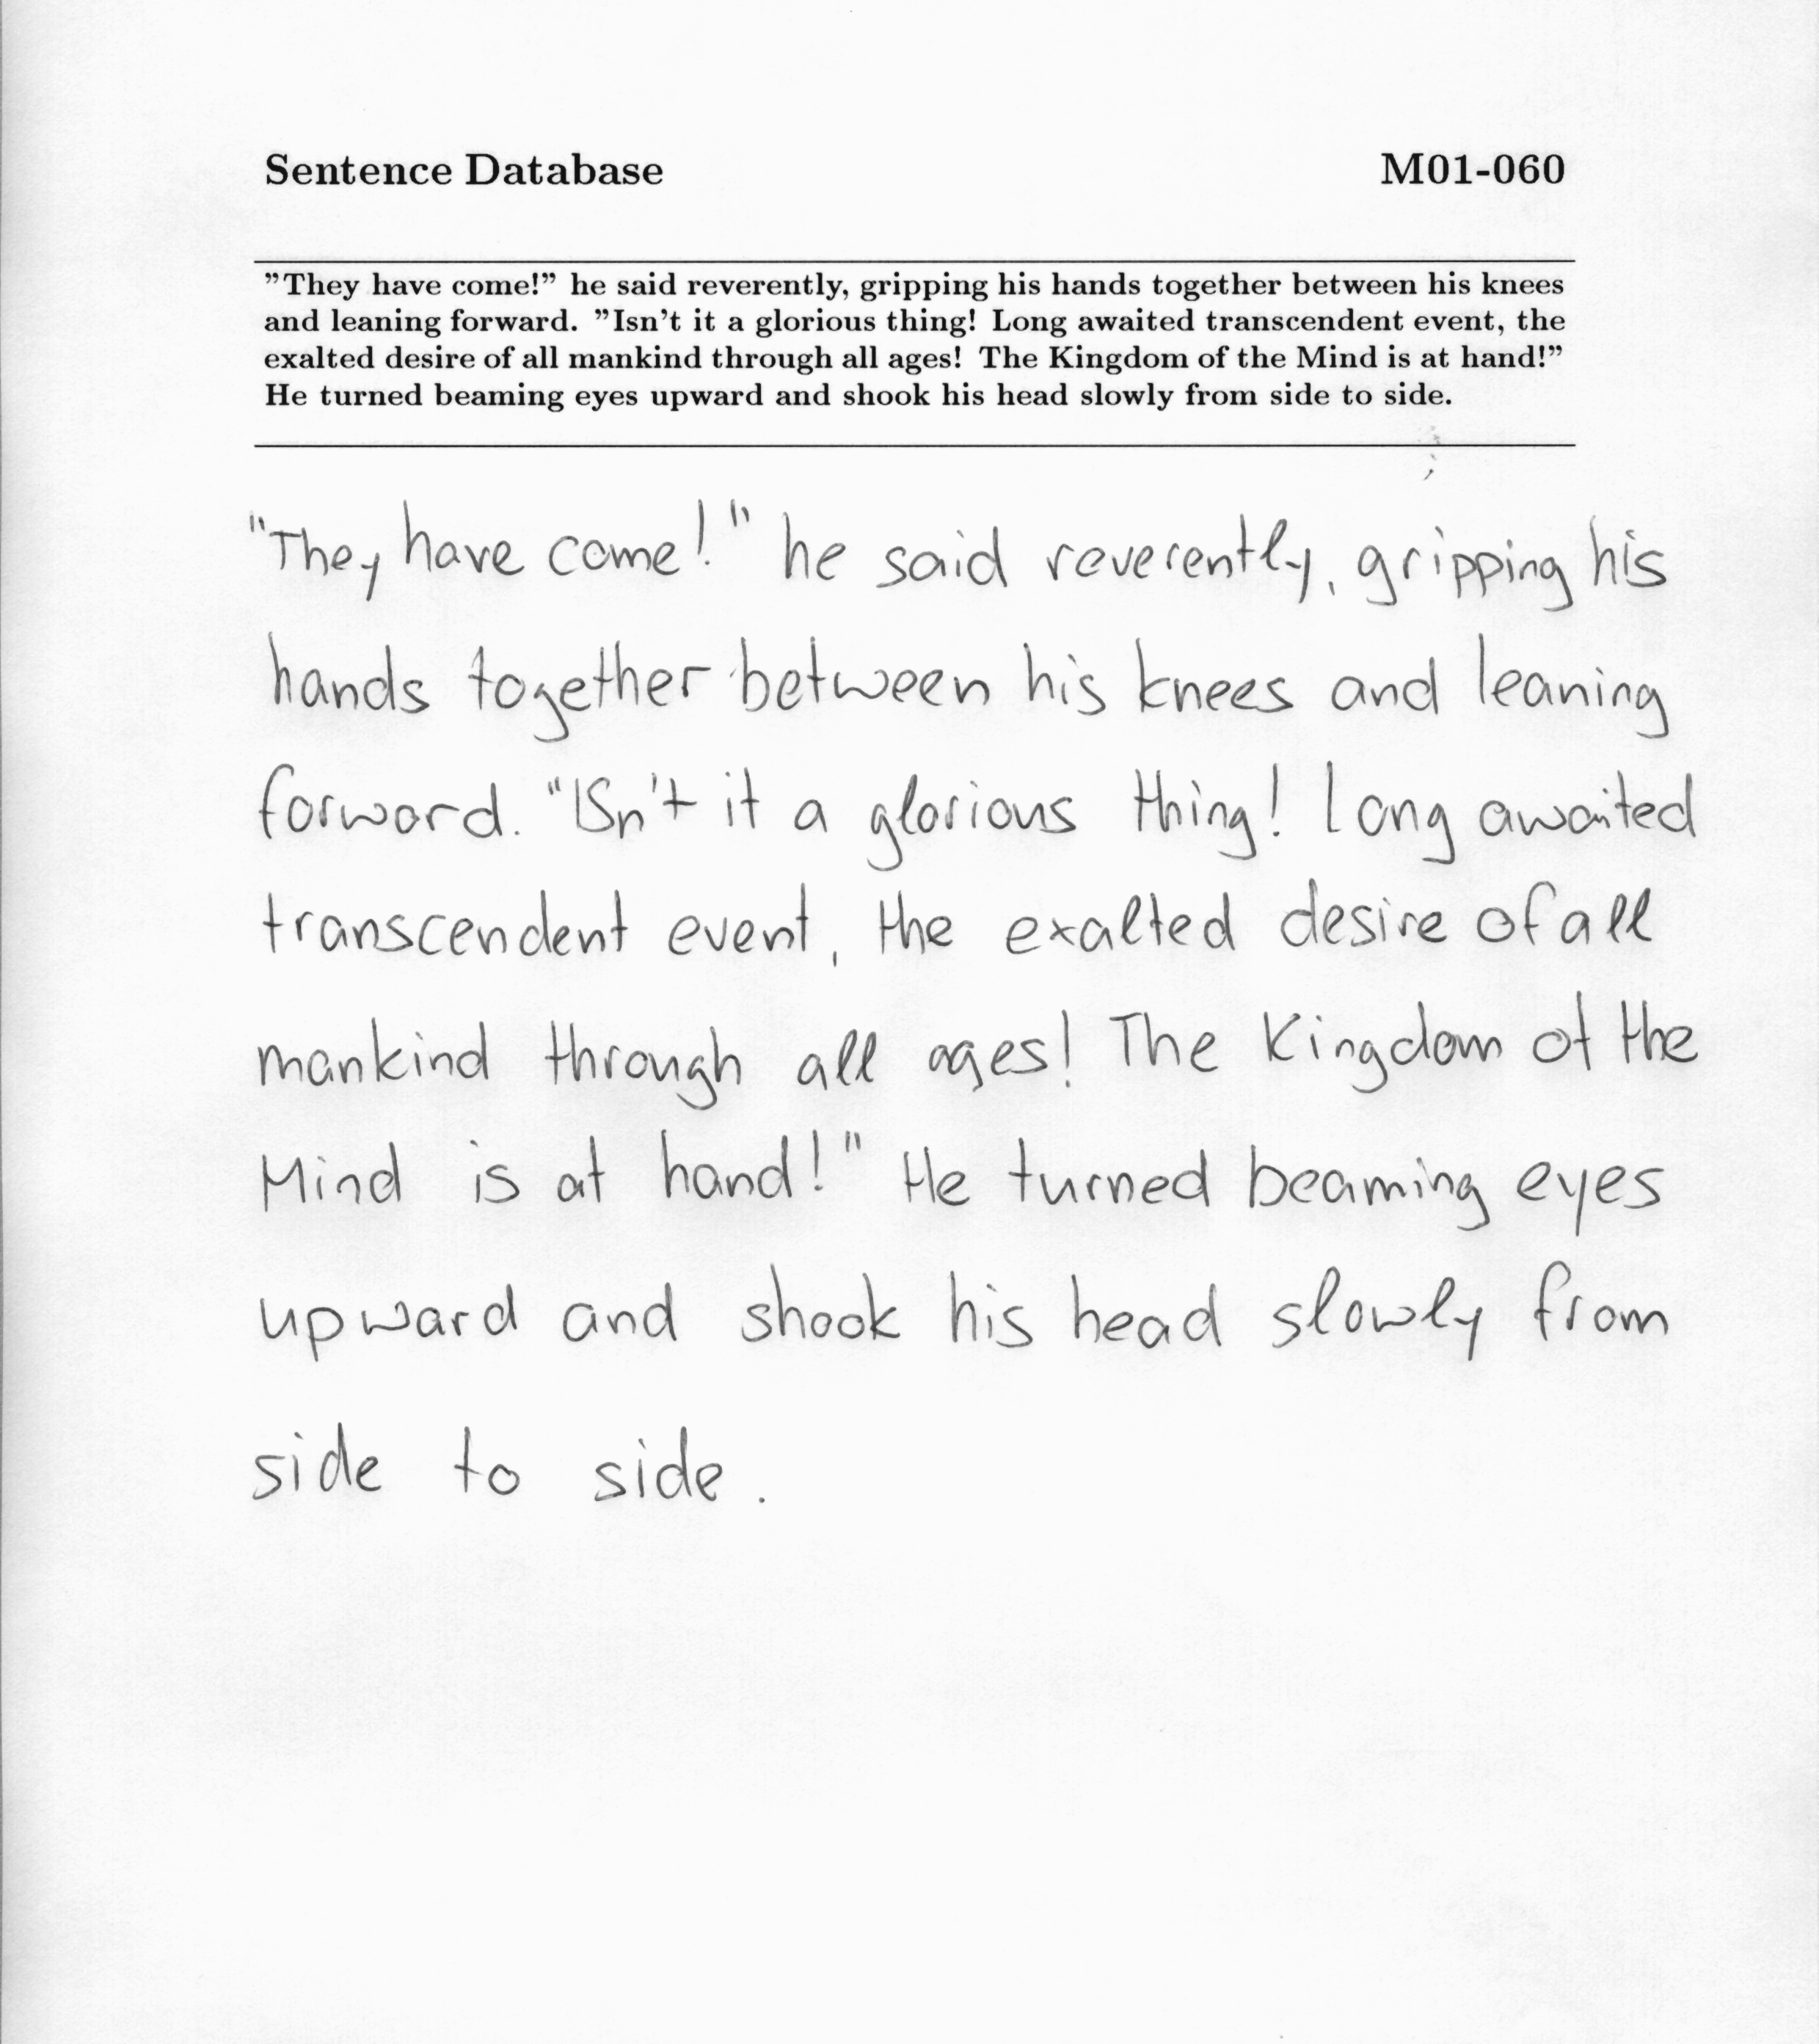 Sentence Database M01-060
"They have come!" he said reverently, gripping his hands together between his knees
and leaning forward. "Isn't it a glorious thing! Long awaited transcendent event, the
exalted desire of all mankind through all ages! The Kingdom of the Mind is at hand!"
He turned beaming eyes upward and shook his head slowly from side to side.
"They have come!" he said reverently, gripping his
hands together between his knees and leaning
forward. "Isn't it a glorious thing! Long awaited
transcendent event, the exalted desire of all
mankind through all ages! The Kingdom of the
Mind is at hand!" He turned beaming eyes
upward and shook his head slowly from
side to side.